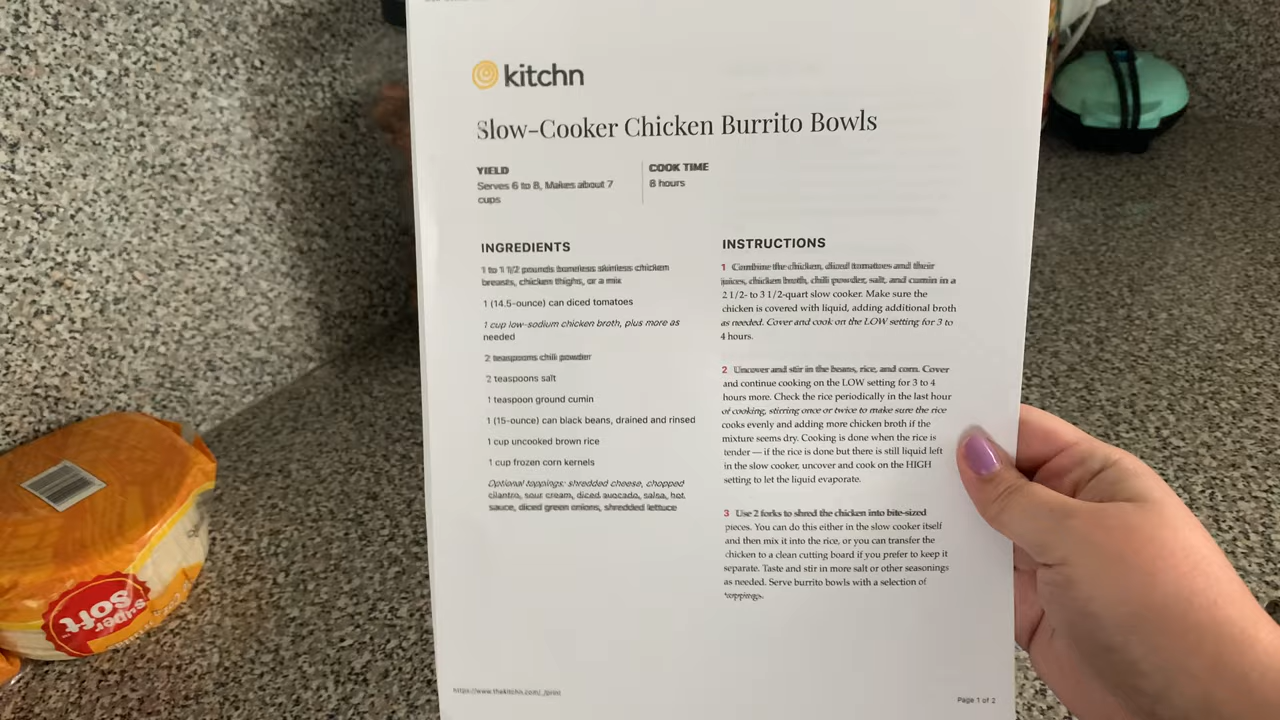 kitchn
Slow-Cooker Chicken Burrito Bowls
YIELD
Serves 6 to 8, Makes about 7
cups
COOK TIME
8 hours
INGREDIENTS
1 to 1 1/2 pounds boneless skinless chicken
breasts, chicken thighs, or a mix
1 (14.5-ounce) can diced tomatoes
1 cup low-sodium chicken broth, plus more as
needed
2 teaspoons chili powder
2 teaspoons salt
1 teaspoon ground cumin
1 (15-ounce) can black beans, drained and rinsed
1 cup uncooked brown rice
1 cup frozen corn kernels
Optional toppings: shredded cheese, chopped
cilantro, sour cream, diced avocado, salsa, hot
sauce, diced green onions, shredded lettuce
INSTRUCTIONS
1 Combine the chicken, diced tomatoes and their
juices, chicken broth, chili powder, salt, and cumin in a
2 1/2- to 3 1/2-quart slow cooker. Make sure the
chicken is covered with liquid, adding additional broth
as needed. Cover and cook on the LOW setting for 3 to
4 hours.
2 Uncover and stir in the beans, rice, and corn. Cover
and continue cooking on the LOW setting for 3 to 4
hours more. Check the rice periodically in the last hour
of cooking, stirring once or twice to make sure the rice
cooks evenly and adding more chicken broth if the
mixture seems dry. Cooking is done when the rice is
tender — if the rice is done but there is still liquid left
in the slow cooker, uncover and cook on the HIGH
setting to let the liquid evaporate.
3 Use 2 forks to shred the chicken into bite-sized
pieces. You can do this either in the slow cooker itself
and then mix it into the rice, or you can transfer the
chicken to a clean cutting board if you prefer to keep it
separate. Taste and stir in more salt or other seasonings
as needed. Serve burrito bowls with a selection of
toppings.
Page 1 of 2
super
soft